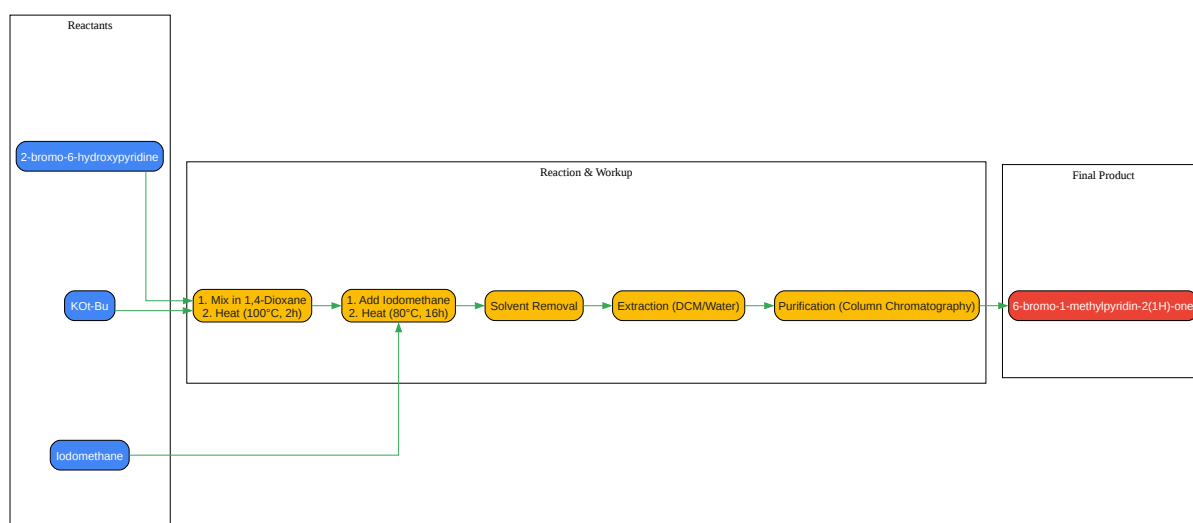 Reactants
2-bromo-6-hydroxypyridine
KOt-Bu
Iodomethane
Reaction & Workup
1. Mix in 1,4-Dioxane
2. Heat (100°C, 2h)
1. Add Iodomethane
2. Heat (80°C, 16h)
Solvent Removal
Extraction (DCM/Water)
Purification (Column Chromatography)
Final Product
6-bromo-1-methylpyridin-2(1H)-one